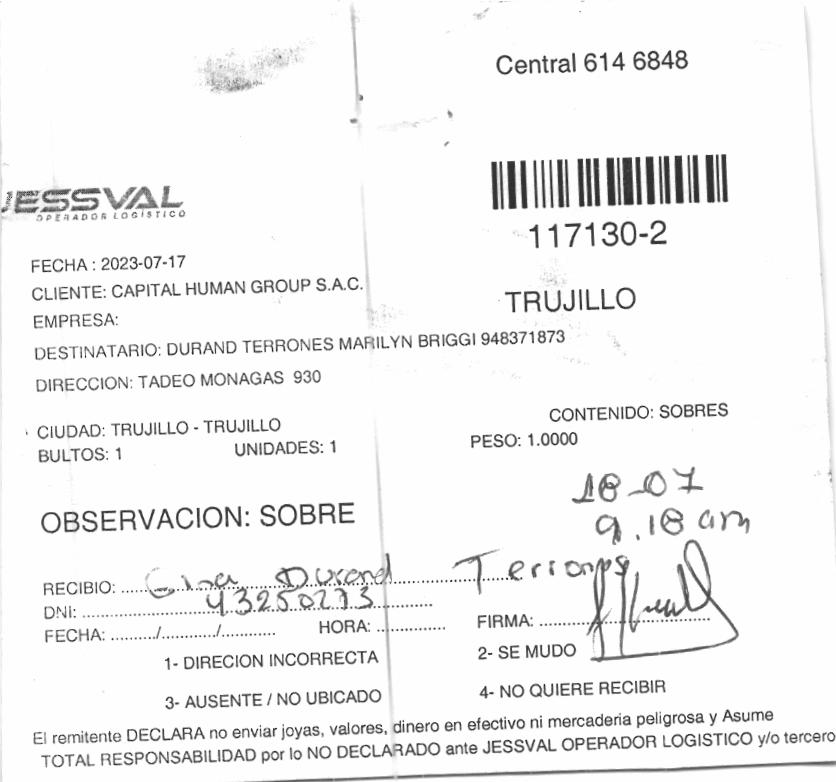 Central 614 6848
JESSVAL
OPERADOR LOGÍSTICO
117130-2
FECHA : 2023-07-17
CLIENTE: CAPITAL HUMAN GROUP S.A.C.
TRUJILLO
EMPRESA:
DESTINATARIO: DURAND TERRONES MARILYN BRIGGI 948371873
DIRECCION: TADEO MONAGAS 930
CONTENIDO: SOBRES
CIUDAD: TRUJILLO - TRUJILLO
BULTOS: 1 UNIDADES: 1 PESO: 1.0000
18-07
9.18 am
OBSERVACION: SOBRE
RECIBIO: Gina Durand Terrones
DNI: 43250273
FECHA: ........./.........../............ HORA: .............. FIRMA: ....................................
1- DIRECION INCORRECTA 2- SE MUDO
3- AUSENTE / NO UBICADO 4- NO QUIERE RECIBIR
El remitente DECLARA no enviar joyas, valores, dinero en efectivo ni mercaderia peligrosa y Asume
TOTAL RESPONSABILIDAD por lo NO DECLARADO ante JESSVAL OPERADOR LOGISTICO y/o tercero